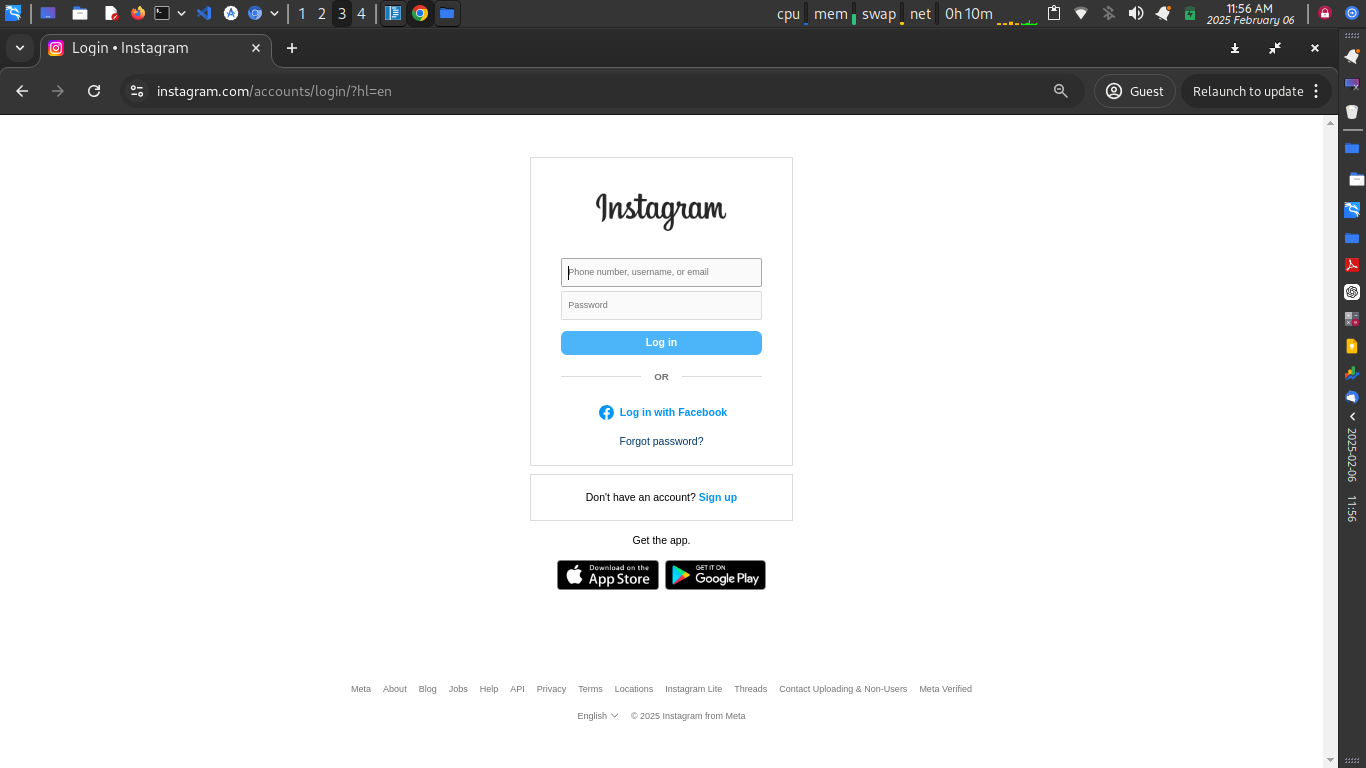 1 2 3 4
cpu mem swap net 0h 10m
11:56 AM
2025 February 06
Login • Instagram
instagram.com/accounts/login/?hl=en
Guest
Relaunch to update
Instagram
Phone number, username, or email
Password
Log in
OR
Log in with Facebook
Forgot password?
Don't have an account? Sign up
Get the app.
Download on the
App Store
GET IT ON
Google Play
Meta About Blog Jobs Help API Privacy Terms Locations Instagram Lite Threads Contact Uploading & Non-Users Meta Verified
English © 2025 Instagram from Meta
2025-02-06 11:56